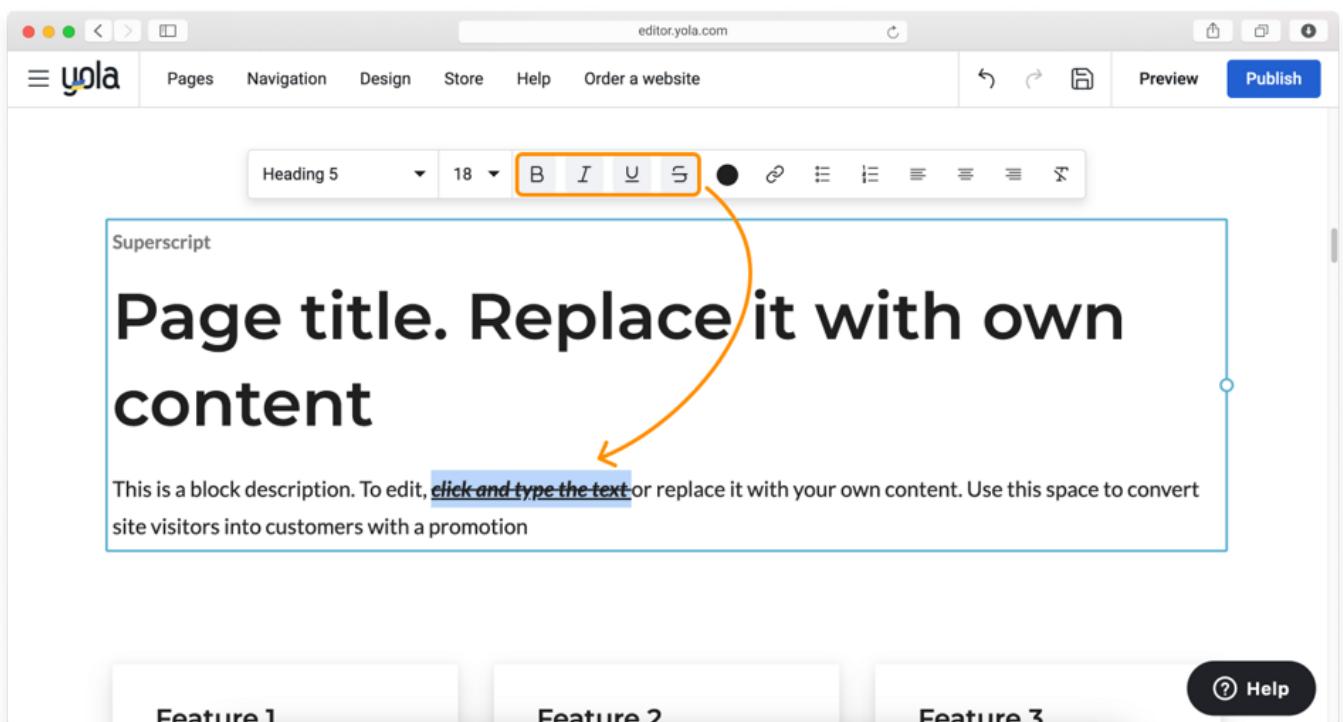 editor.yola.com
yola Pages Navigation Design Store Help Order a website Preview Publish
Heading 5 18 B I U S
Superscript
Page title. Replace it with own
content
This is a block description. To edit, click and type the text or replace it with your own content. Use this space to convert
site visitors into customers with a promotion
Help
Feature 1 Feature 2 Feature 3